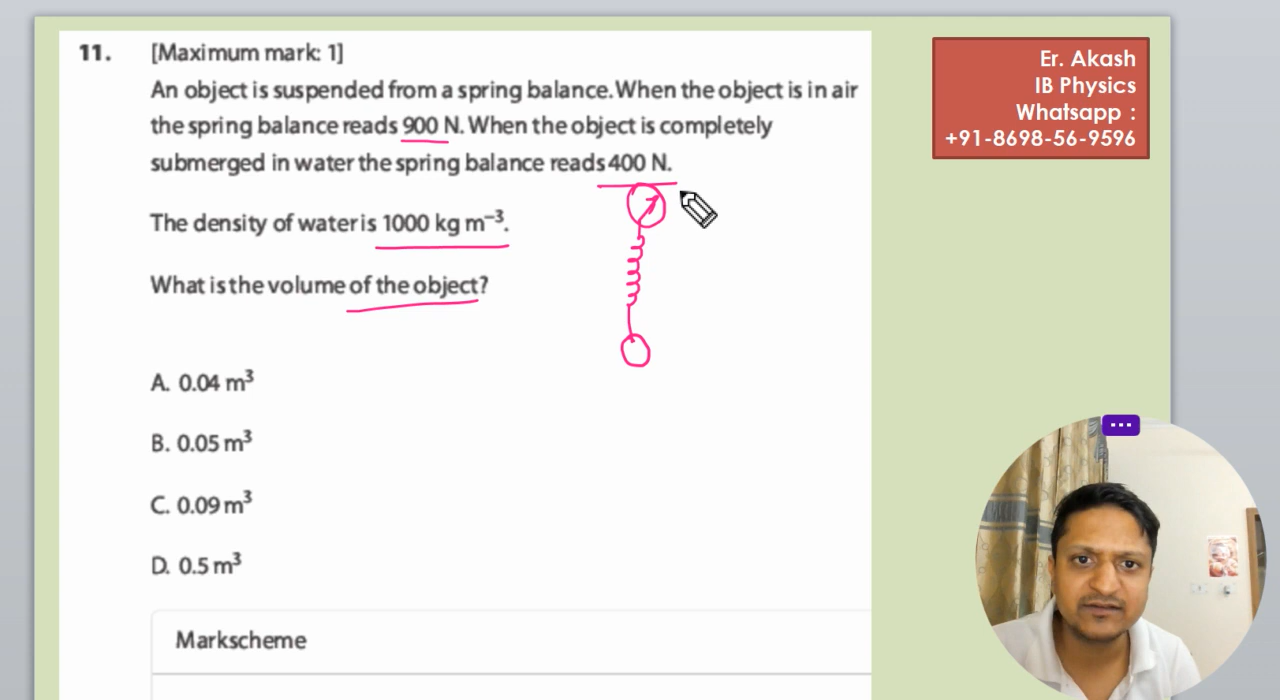 11. [Maximum mark: 1]
An object is suspended from a spring balance. When the object is in air
the spring balance reads 900 N. When the object is completely
submerged in water the spring balance reads 400 N.
The density of water is 1000 kg m⁻³.
What is the volume of the object?
A. 0.04 m³
B. 0.05 m³
C. 0.09 m³
D. 0.5 m³
Markscheme
Er. Akash
IB Physics
Whatsapp :
+91-8698-56-9596